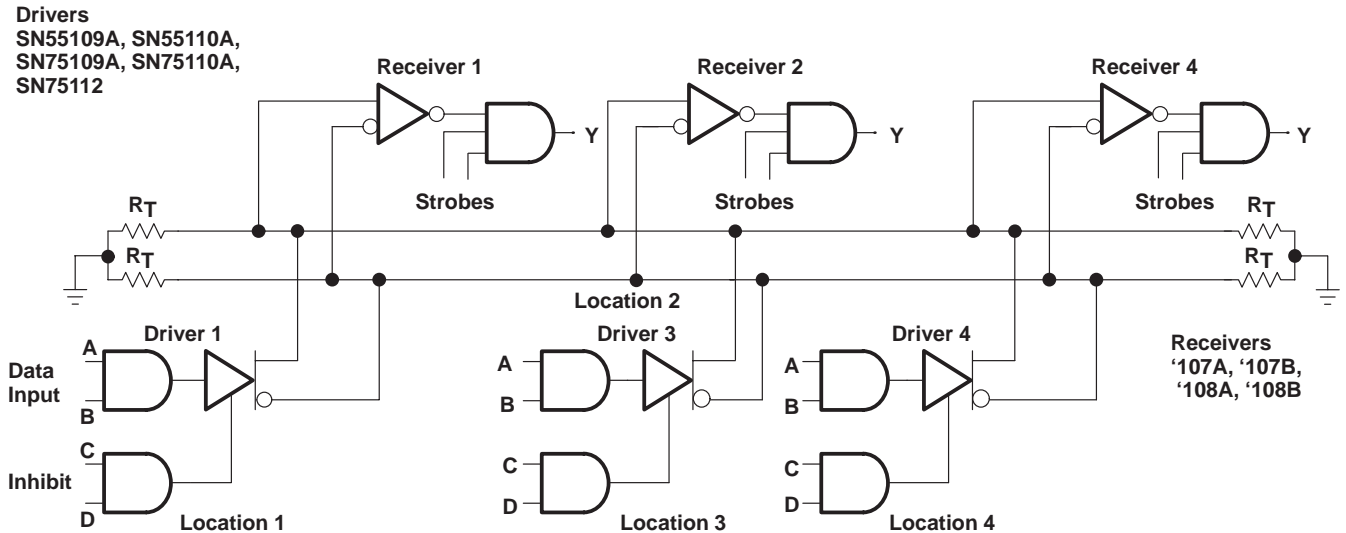 Drivers
SN55109A, SN55110A,
SN75109A, SN75110A,
SN75112
Receiver 1
Receiver 2
Receiver 4
Y
Y
Y
Strobes
Strobes
Strobes
RT
RT
RT
RT
Location 2
Driver 1
Driver 3
Driver 4
Receivers
‘107A, ‘107B,
‘108A, ‘108B
Data
Input
A
B
A
B
A
B
Inhibit
C
D
C
D
C
D
Location 1
Location 3
Location 4